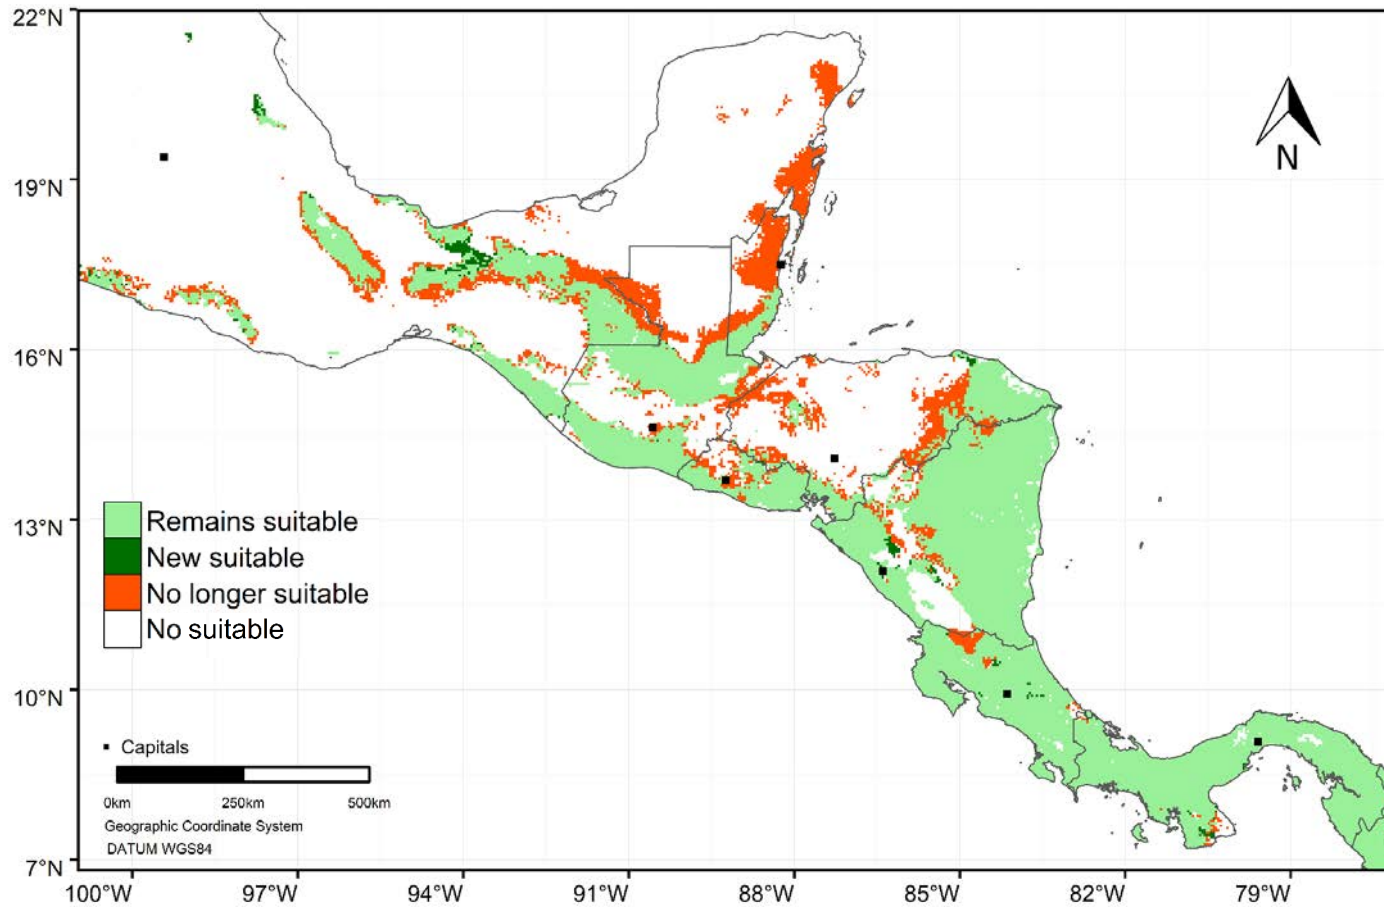 22°N
N
19°N
16°N
Remains suitable
13°N
New suitable
No longer suitable
No suitable
10°N
Capitals
0km 250km 500km
Geographic Coordinate System
DATUM WGS84
7°N
100°W 97°W 94°W 91°W 88°W 85°W 82°W 79°W